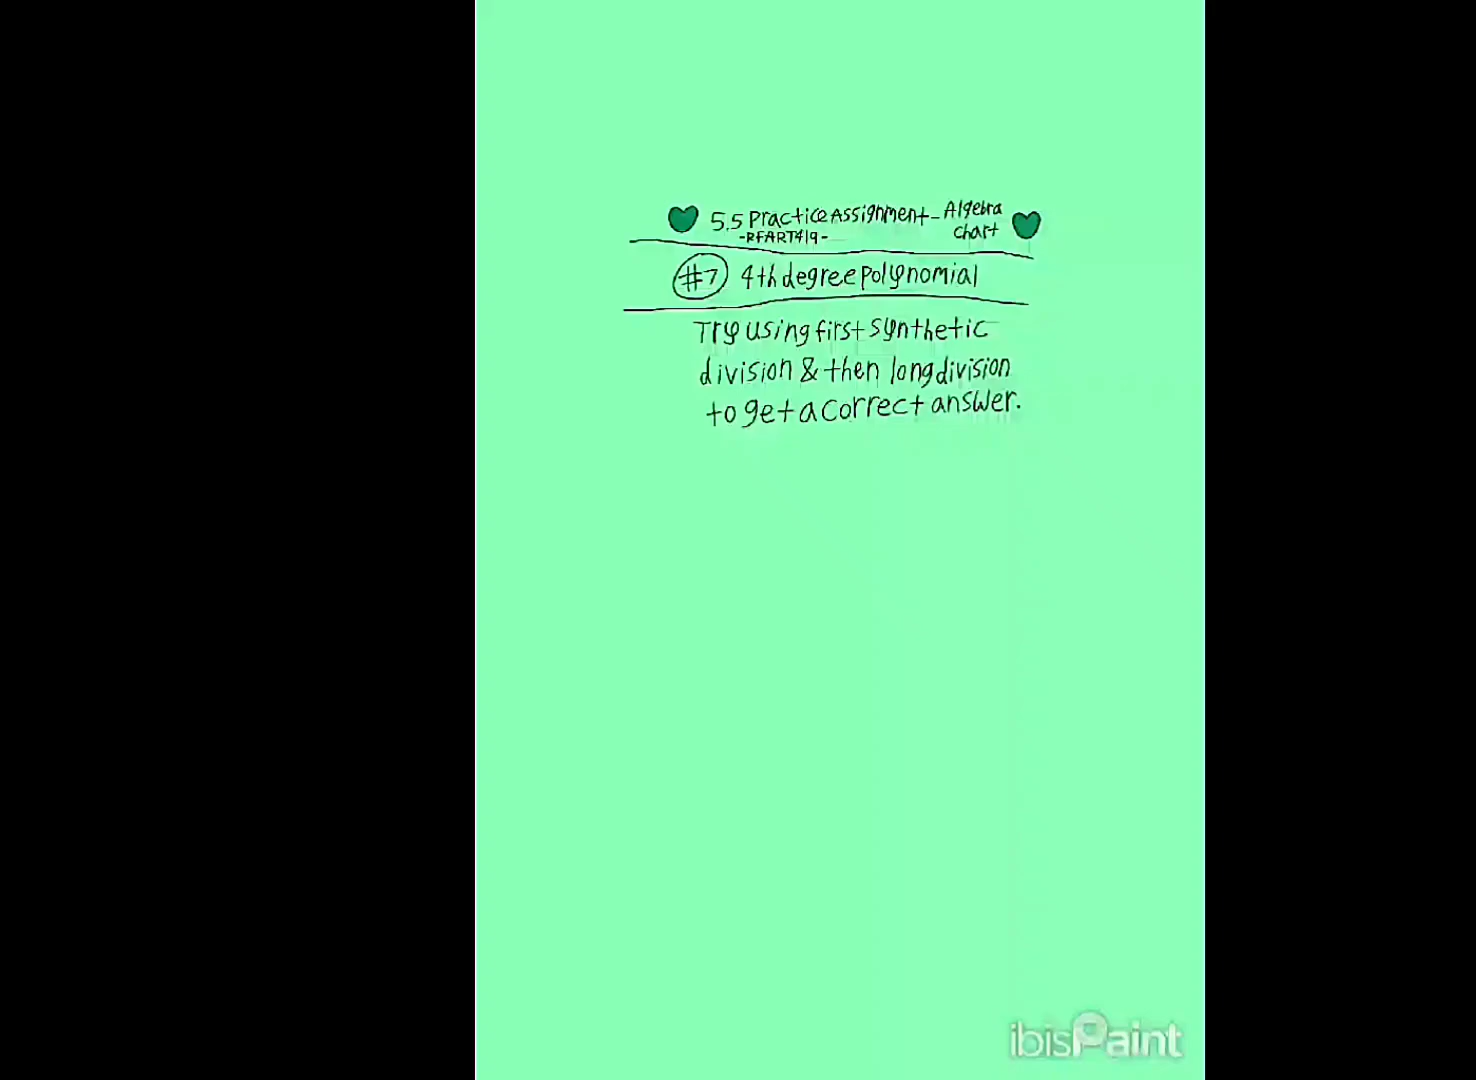 5.5 Practice Assignment - Algebra chart
-RFART419-
#7 4th degree polynomial
Try using first synthetic
division & then long division
to get a correct answer.
ibisPaint